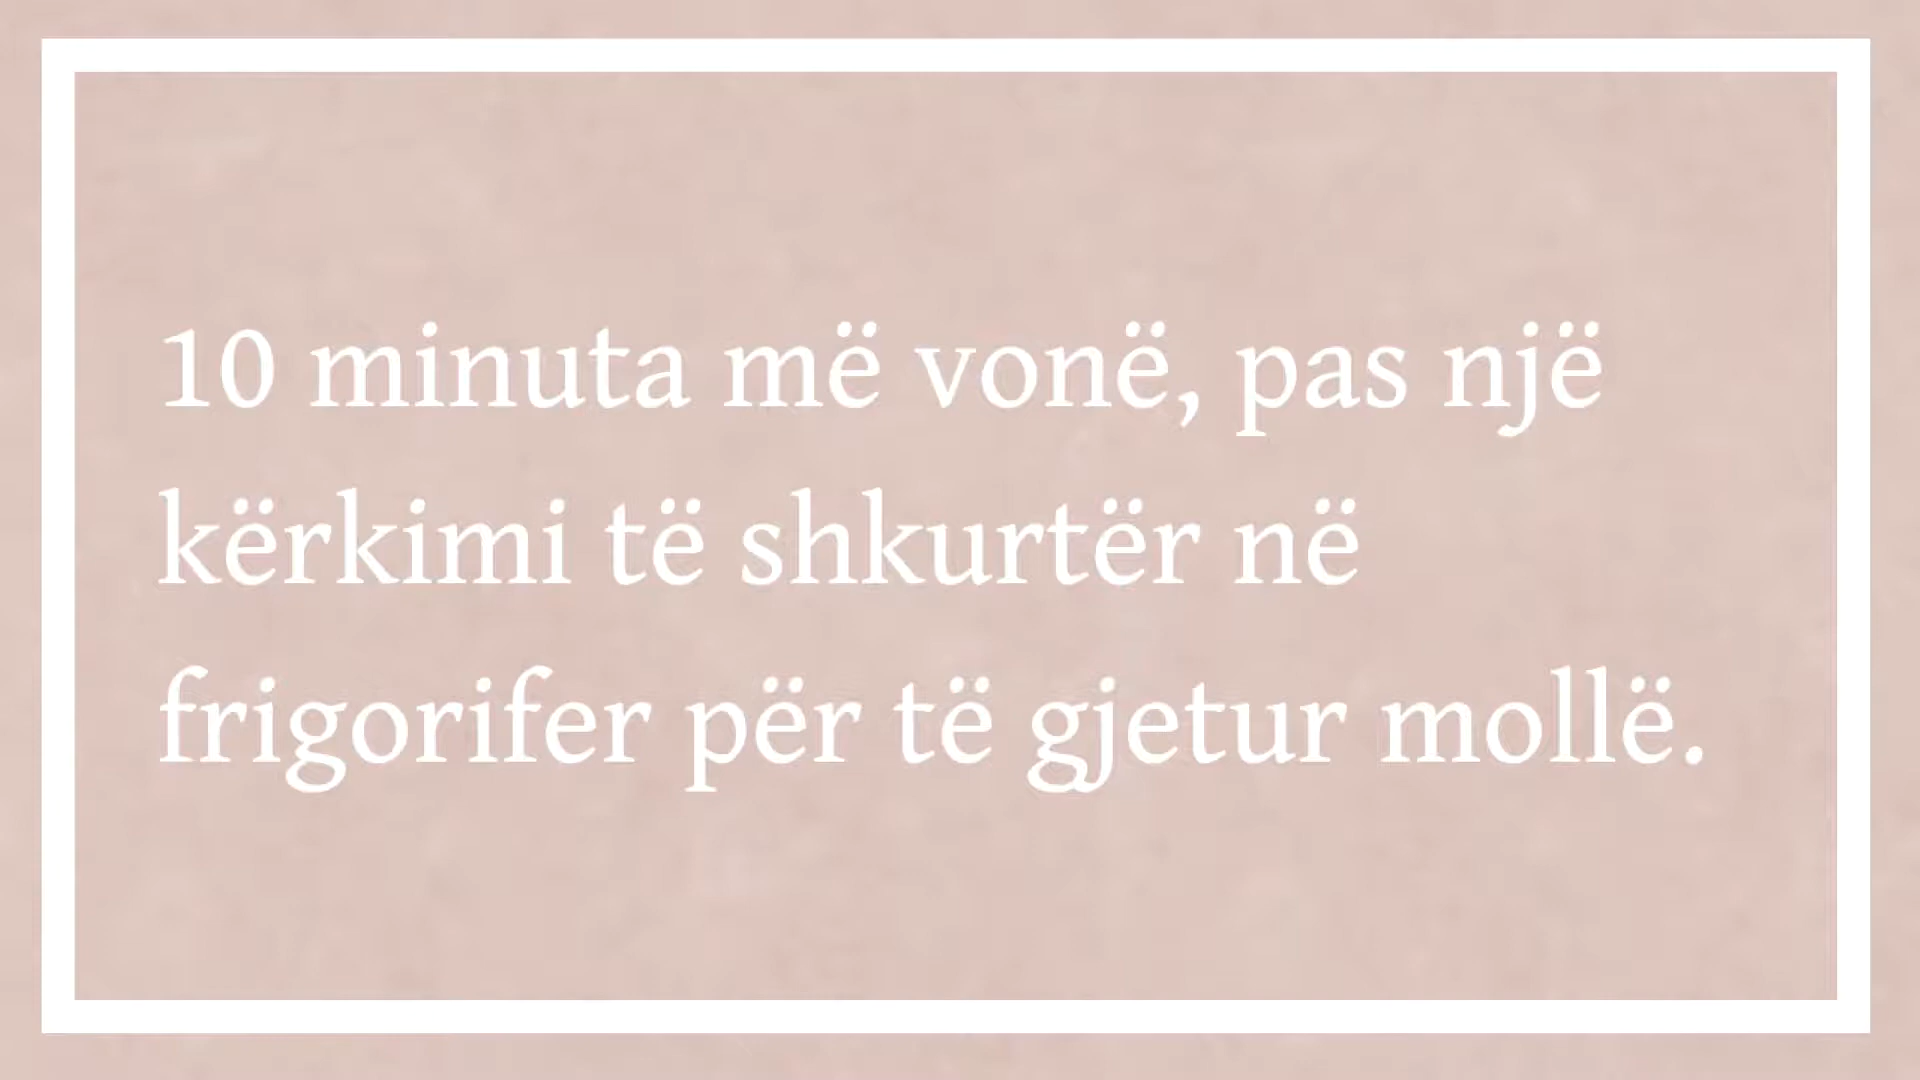 10 minuta më vonë, pas një
kërkimi të shkurtër në
frigorifer për të gjetur mollë.